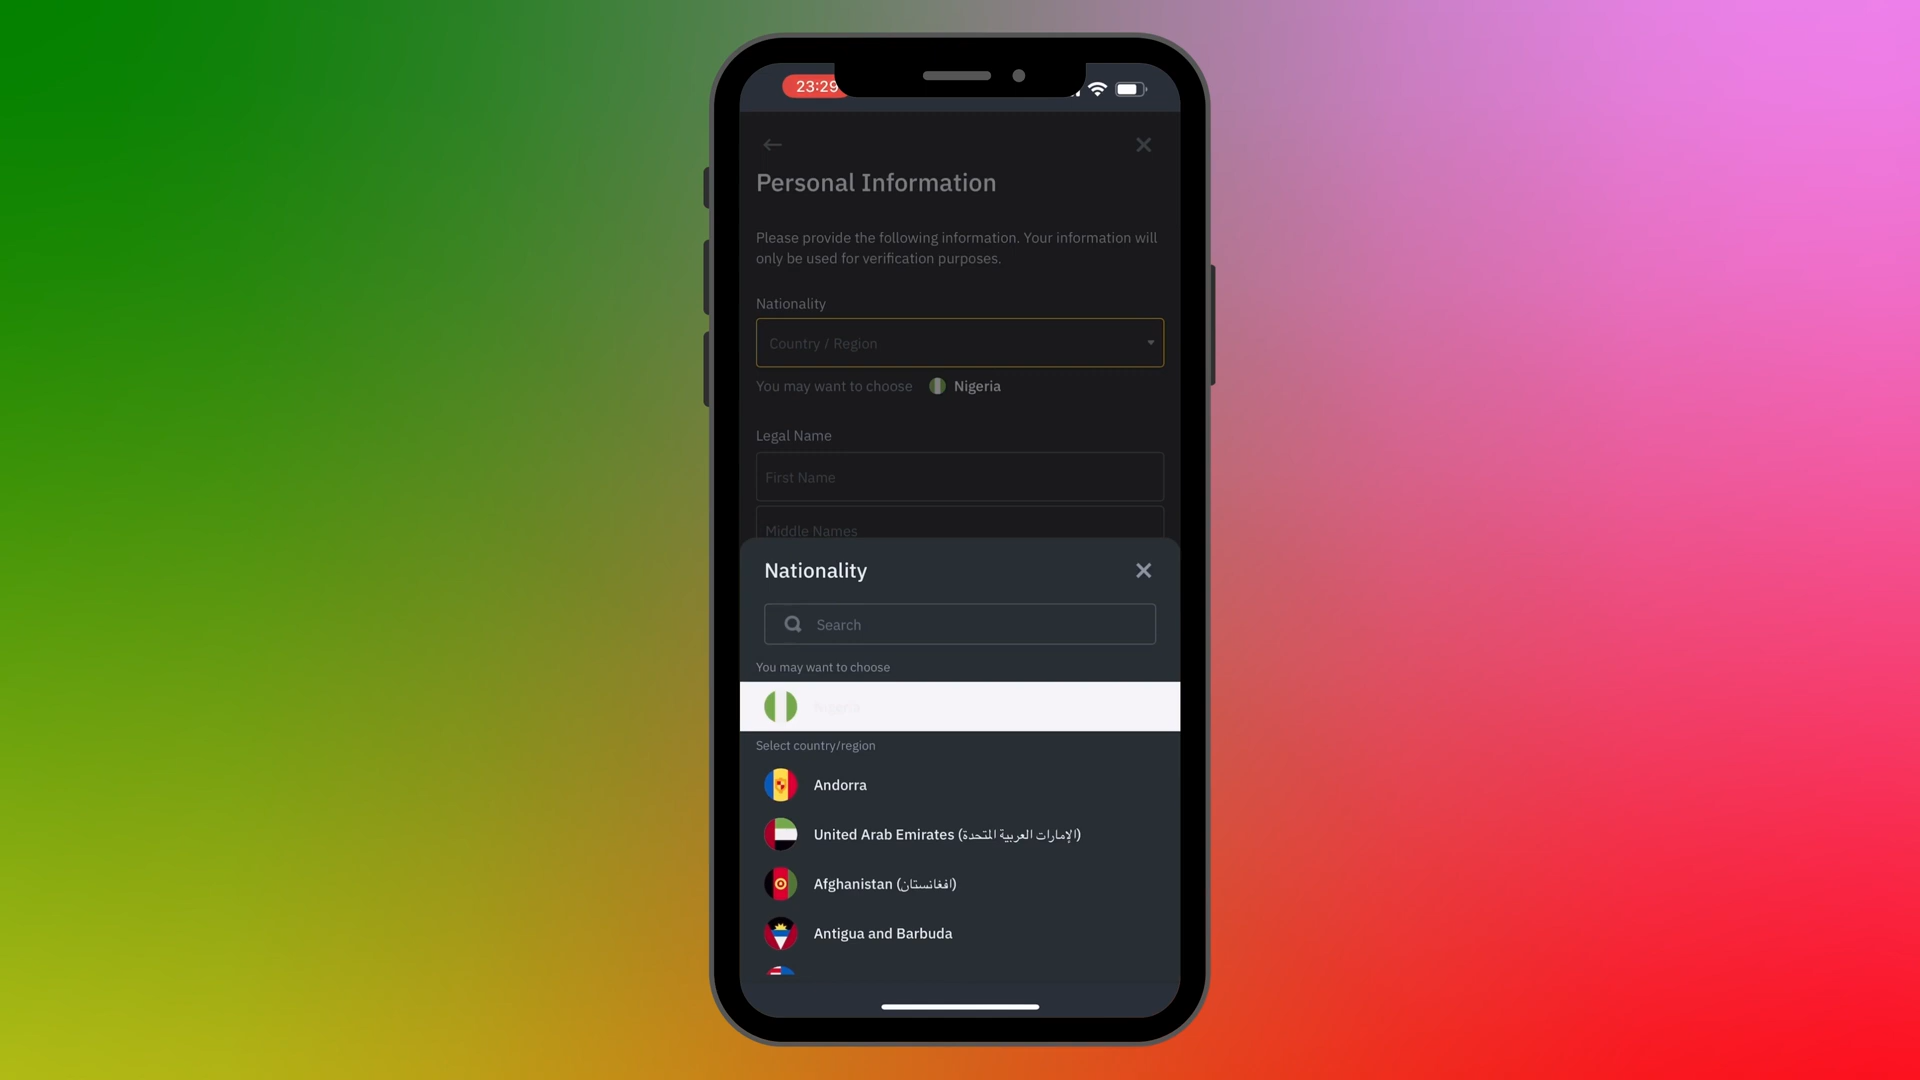 23:29
Personal Information
Please provide the following information. Your information will
only be used for verification purposes.
Nationality
Country / Region
You may want to choose Nigeria
Legal Name
First Name
Middle Names
Nationality
Search
You may want to choose
Nigeria
Select country/region
Andorra
United Arab Emirates (الإمارات العربية المتحدة)
Afghanistan (افغانستان)
Antigua and Barbuda